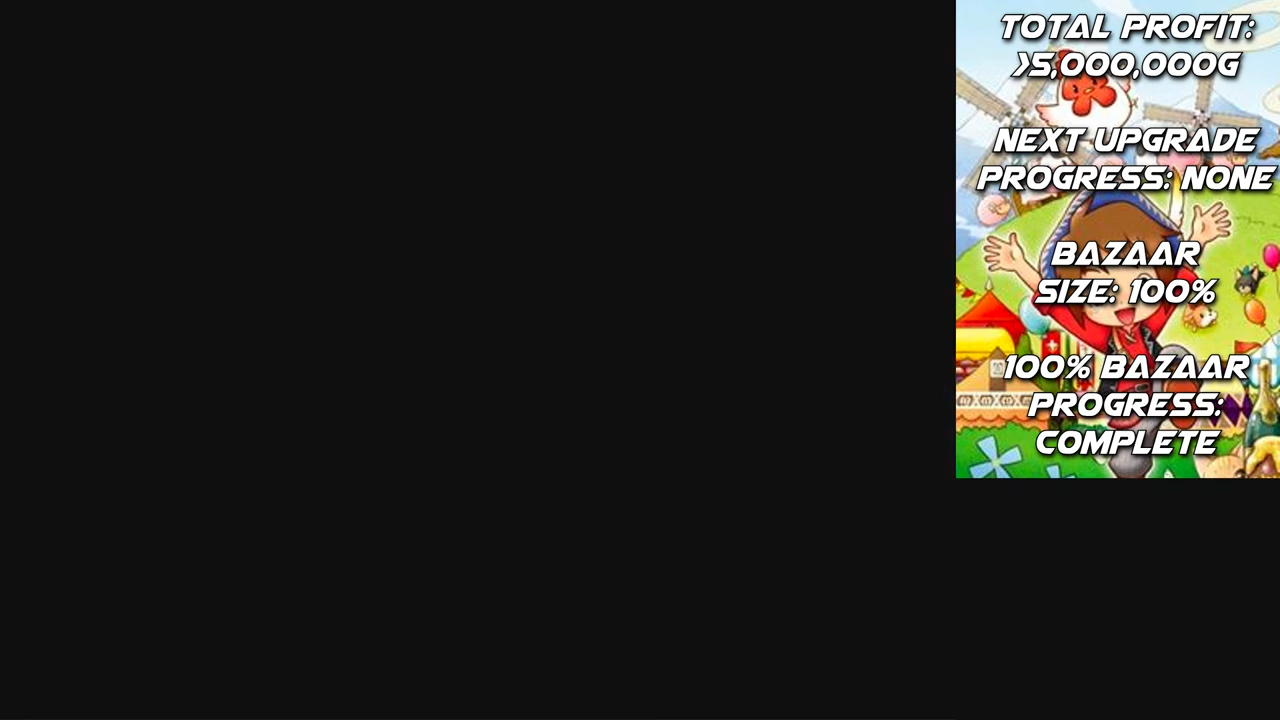 TOTAL PROFIT:
>5,000,000G
NEXT UPGRADE
PROGRESS: NONE
BAZAAR
SIZE: 100%
100% BAZAAR
PROGRESS:
COMPLETE